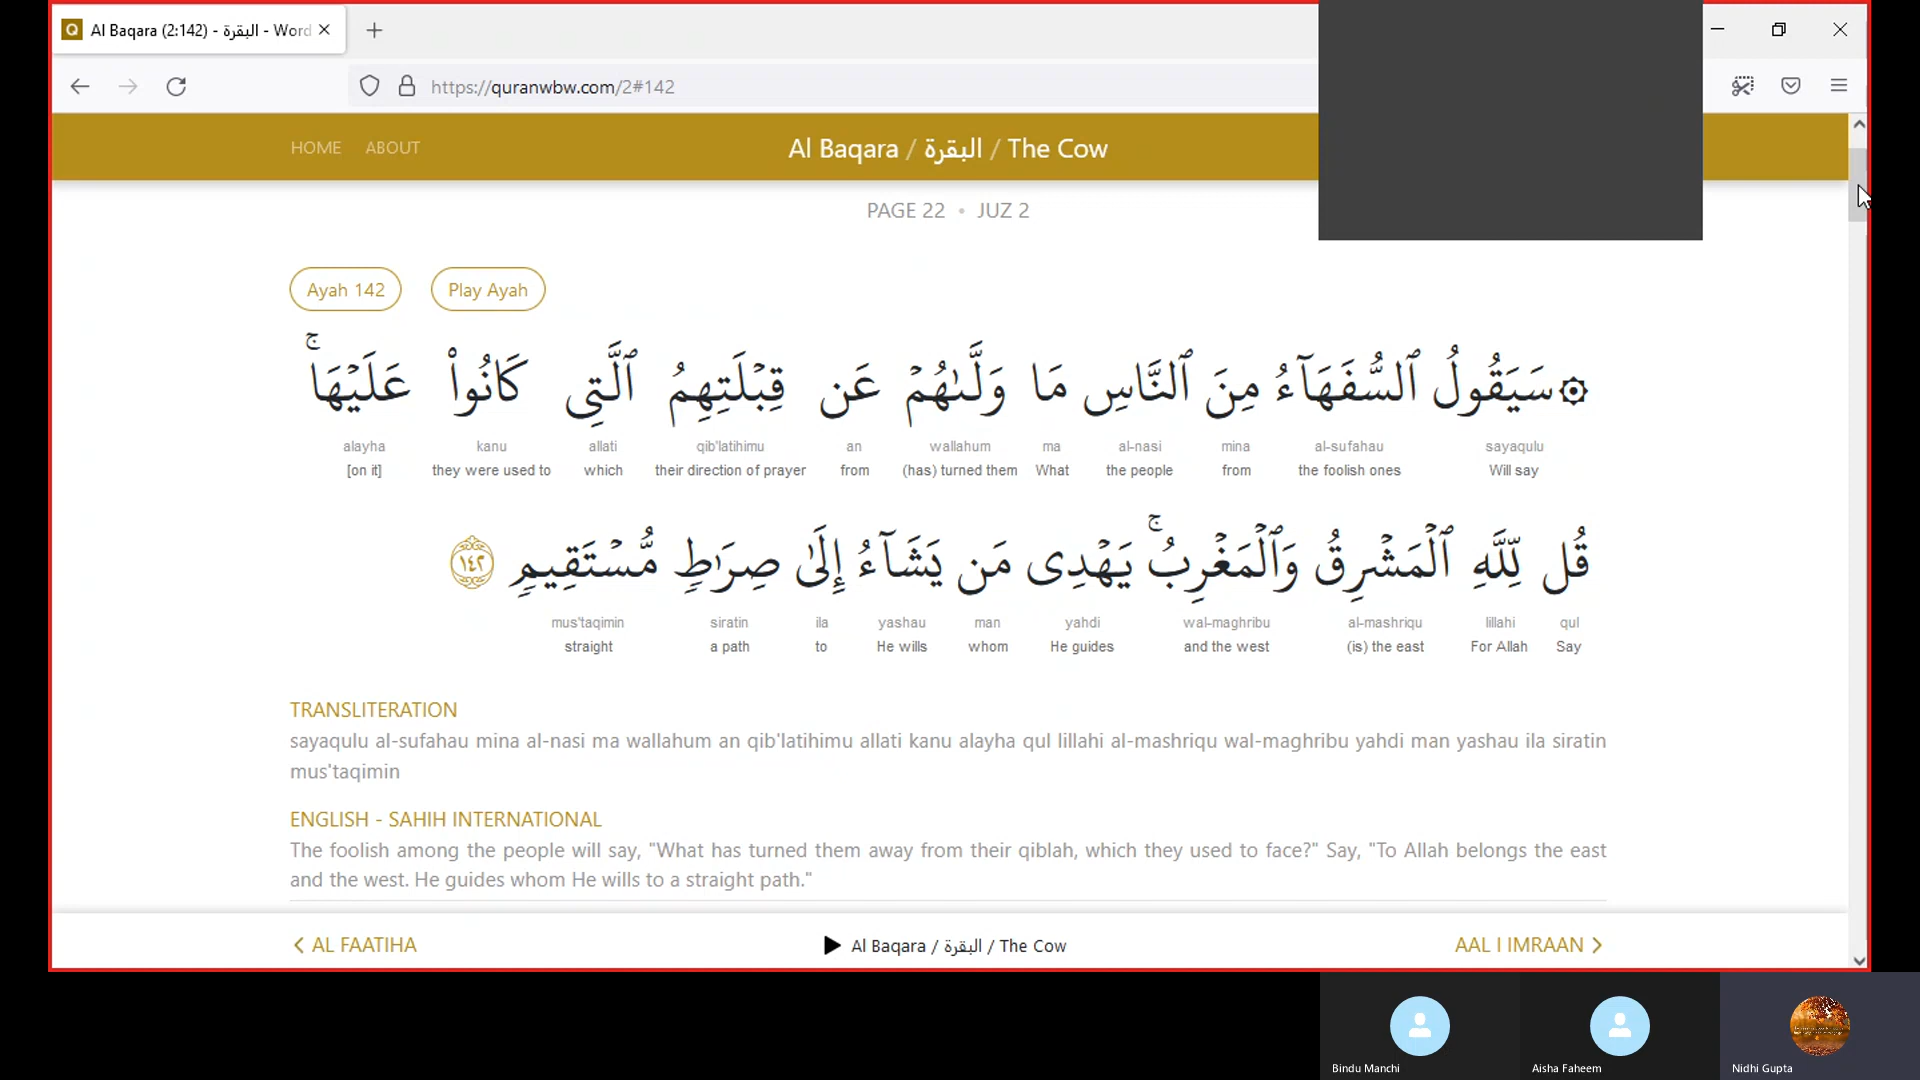 Al Baqara (2:142) - البقرة - Word
https://quranwbw.com/2#142
HOME ABOUT
Al Baqara / البقرة / The Cow
PAGE 22 • JUZ 2
Ayah 142
Play Ayah
۞ سَيَقُولُ ٱلسُّفَهَآءُ مِنَ ٱلنَّاسِ مَا وَلَّىٰهُمْ عَن قِبْلَتِهِمُ ٱلَّتِى كَانُوا۟ عَلَيْهَا ۚ
alayha kanu allati qib'latihimu an wallahum ma al-nasi mina al-sufahau sayaqulu
[on it] they were used to which their direction of prayer from (has) turned them What the people from the foolish ones Will say
قُل لِّلَّهِ ٱلْمَشْرِقُ وَٱلْمَغْرِبُ ۚ يَهْدِى مَن يَشَآءُ إِلَىٰ صِرَٰطٍ مُّسْتَقِيمٍ ١٤٢
mus'taqimin siratin ila yashau man yahdi wal-maghribu al-mashriqu lillahi qul
straight a path to He wills whom He guides and the west (is) the east For Allah Say
TRANSLITERATION
sayaqulu al-sufahau mina al-nasi ma wallahum an qib'latihimu allati kanu alayha qul lillahi al-mashriqu wal-maghribu yahdi man yashau ila siratin
mus'taqimin
ENGLISH - SAHIH INTERNATIONAL
The foolish among the people will say, "What has turned them away from their qiblah, which they used to face?" Say, "To Allah belongs the east
and the west. He guides whom He wills to a straight path."
AL FAATIHA
Al Baqara / البقرة / The Cow
AAL I IMRAAN
Bindu Manchi
Aisha Faheem
Nidhi Gupta